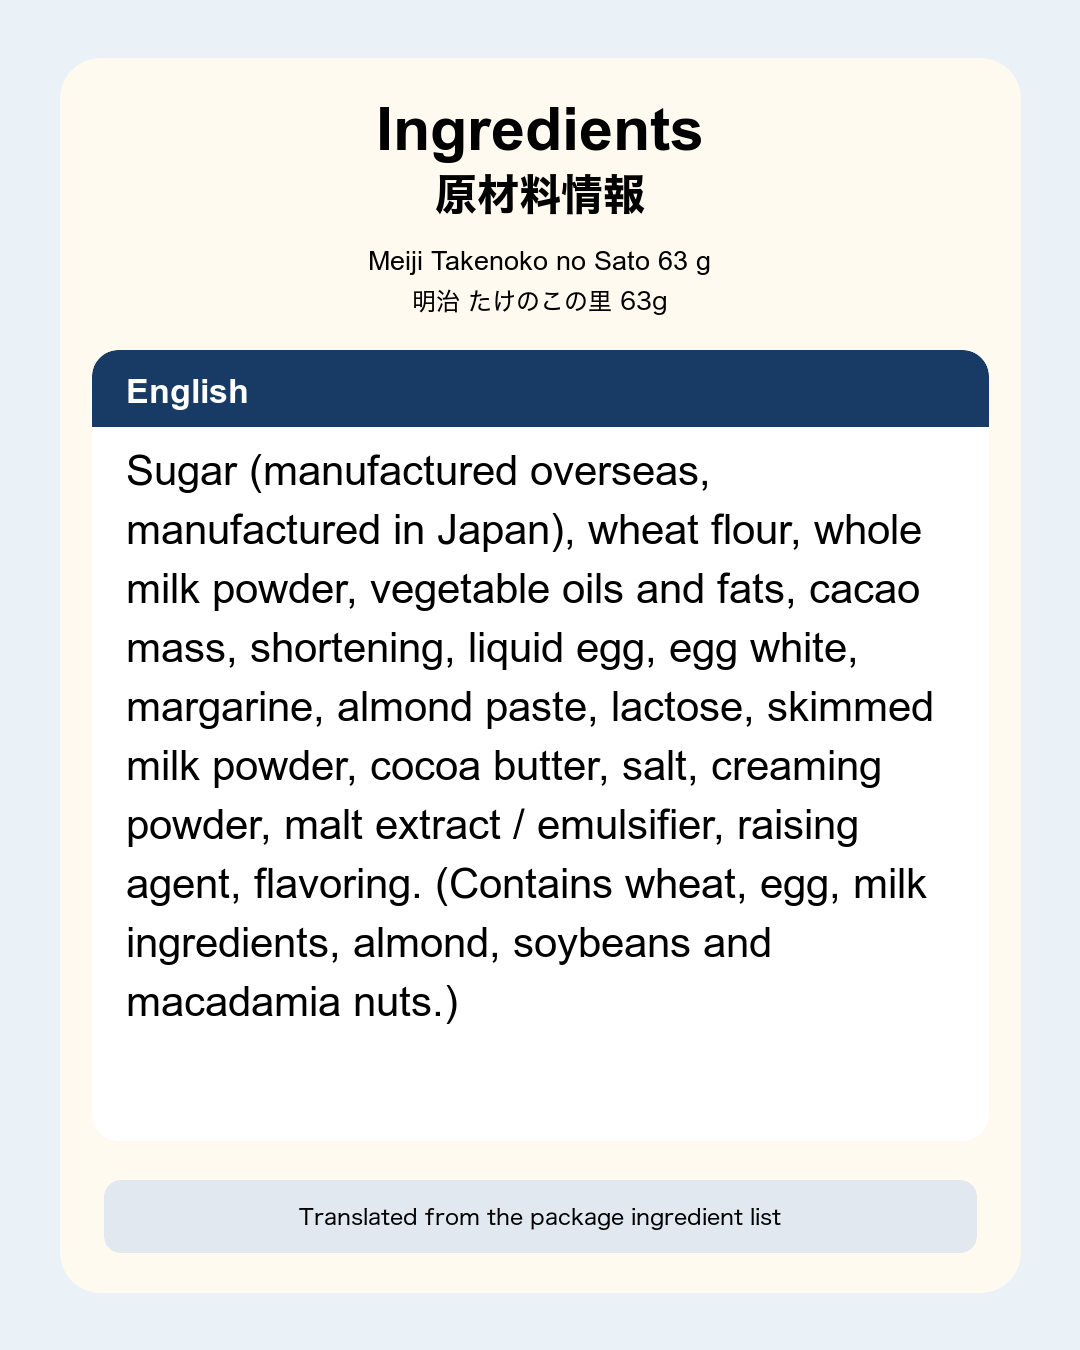 Ingredients
原材料情報
Meiji Takenoko no Sato 63 g
明治 たけのこの里 63g
English
Sugar (manufactured overseas,
manufactured in Japan), wheat flour, whole
milk powder, vegetable oils and fats, cacao
mass, shortening, liquid egg, egg white,
margarine, almond paste, lactose, skimmed
milk powder, cocoa butter, salt, creaming
powder, malt extract / emulsifier, raising
agent, flavoring. (Contains wheat, egg, milk
ingredients, almond, soybeans and
macadamia nuts.)
Translated from the package ingredient list